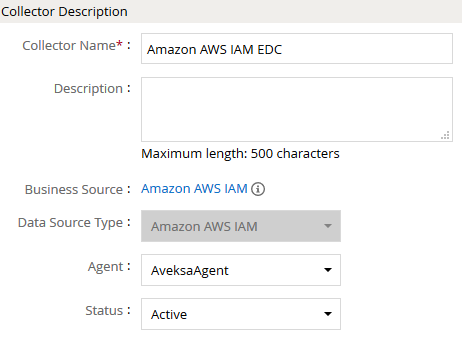 Collector Description
Collector Name* : Amazon AWS IAM EDC
Description :
Maximum length: 500 characters
Business Source : Amazon AWS IAM
Data Source Type : Amazon AWS IAM
Agent : AveksaAgent
Status : Active